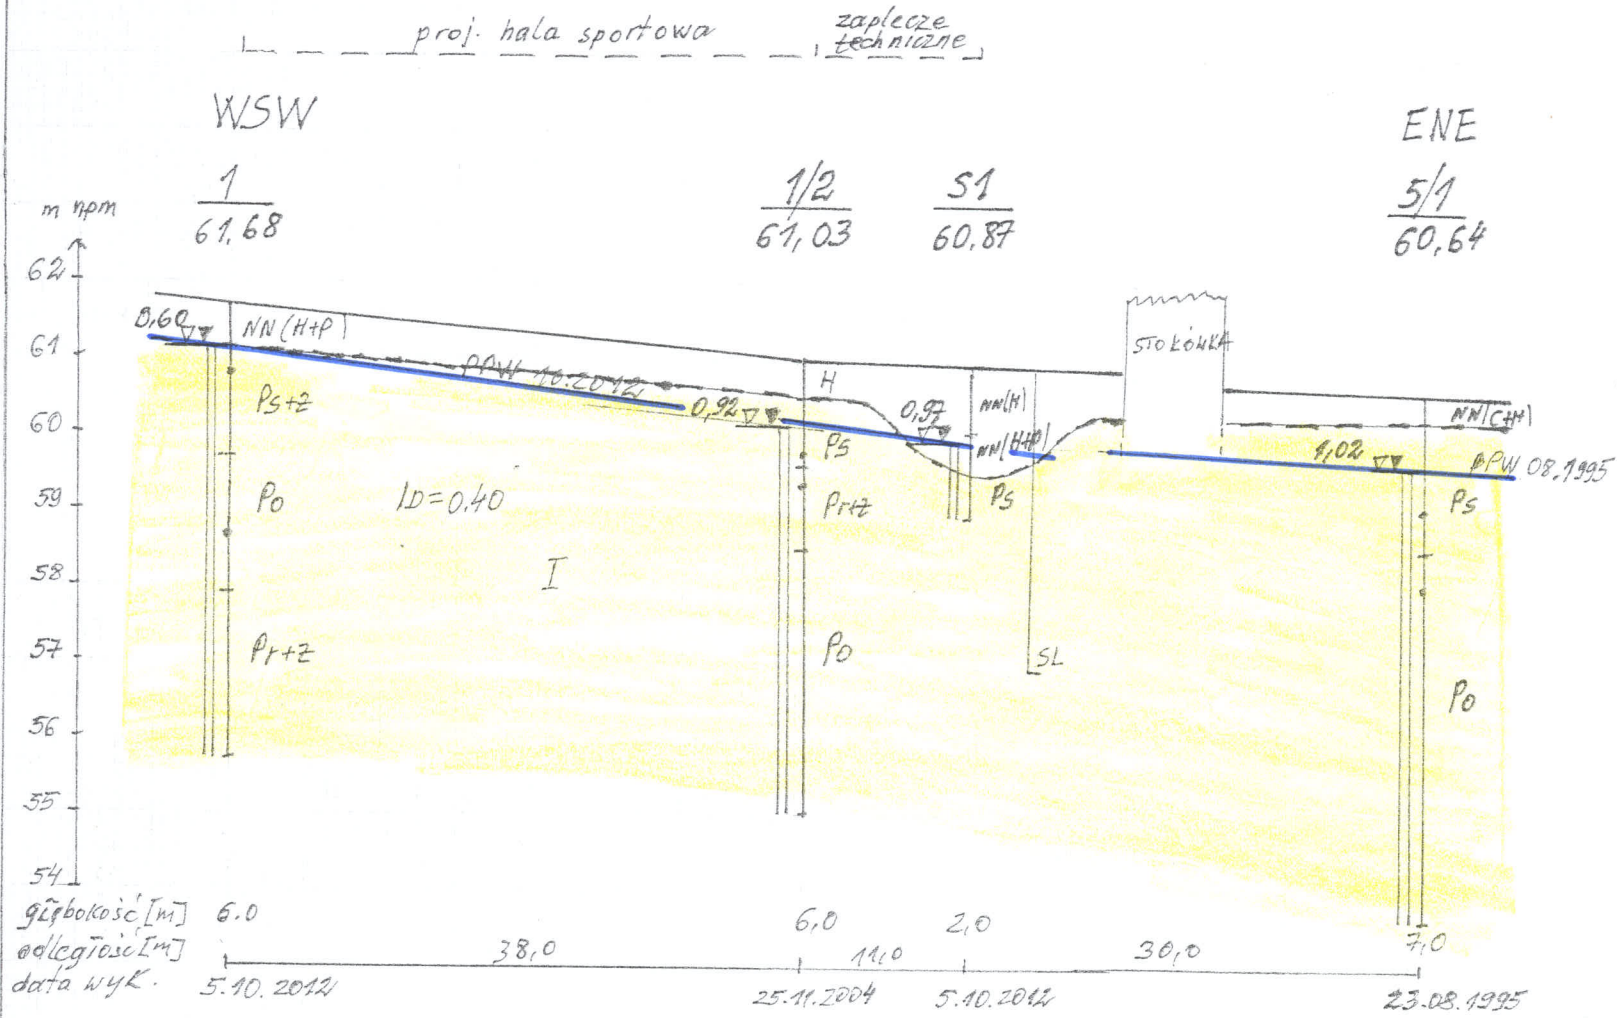 proj. hala sportowa
zaplecze
techniczne
WSW
ENE
1
61,68
1/2
61,03
S1
60,87
5/1
60,64
m npm
62
61
60
59
58
57
56
55
54
0,60
NN(H+P)
PPW 10.2012
Ps+Ż
Po
ID=0,40
I
Pr+Ż
0,92
H
Ps
Pr+Ż
Po
0,97
NN(H)
NN(H+P)
Ps
SL
STOKÓWKA
NN(C+H)
1,02
PPW 08.1995
Ps
Po
głębokość [m] 6.0 6,0 2,0 7,0
odległość [m] 38,0 11,0 30,0
data wyk. 5.10.2012 25.11.2004 5.10.2012 23.08.1995